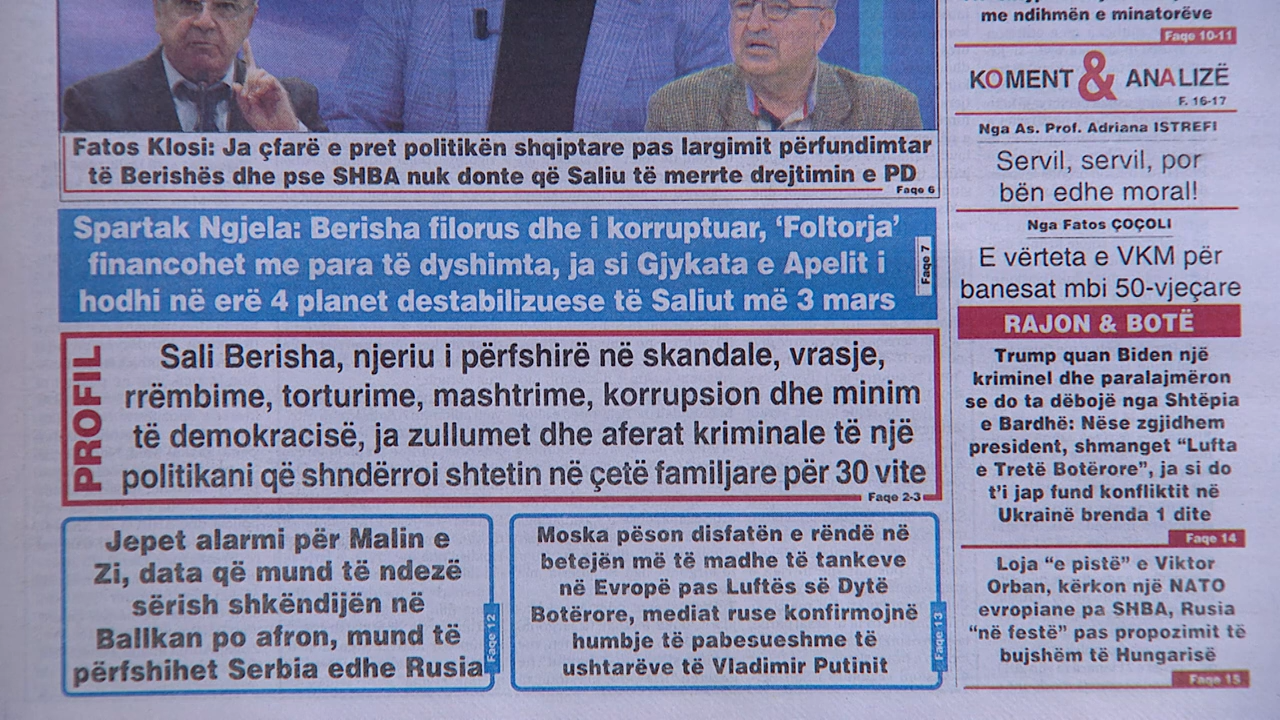 Fatos Klosi: Ja çfarë e pret politikën shqiptare pas largimit përfundimtar
të Berishës dhe pse SHBA nuk donte që Saliu të merrte drejtimin e PD
Faqe 6
Spartak Ngjela: Berisha filorus dhe i korruptuar, ‘Foltorja’
financohet me para të dyshimta, ja si Gjykata e Apelit i
hodhi në erë 4 planet destabilizuese të Saliut më 3 mars
Faqe 7
PROFIL
Sali Berisha, njeriu i përfshirë në skandale, vrasje,
rrëmbime, torturime, mashtrime, korrupsion dhe minim
të demokracisë, ja zullumet dhe aferat kriminale të një
politikani që shndërroi shtetin në çetë familjare për 30 vite
Faqe 2-3
Jepet alarmi për Malin e
Zi, data që mund të ndezë
sërish shkëndijën në
Ballkan po afron, mund të
përfshihet Serbia edhe Rusia
Faqe 12
Moska pëson disfatën e rëndë në
betejën më të madhe të tankeve
në Evropë pas Luftës së Dytë
Botërore, mediat ruse konfirmojnë
humbje të pabesueshme të
ushtarëve të Vladimir Putinit
Faqe 13
me ndihmën e minatorëve
Faqe 10-11
KOMENT & ANALIZË
F. 16-17
Nga As. Prof. Adriana ISTREFI
Servil, servil, por
bën edhe moral!
Nga Fatos ÇOÇOLI
E vërteta e VKM për
banesat mbi 50-vjeçare
RAJON & BOTË
Trump quan Biden një
kriminel dhe paralajmëron
se do ta dëbojë nga Shtëpia
e Bardhë: Nëse zgjidhem
president, shmanget “Lufta
e Tretë Botërore”, ja si do
t’i jap fund konfliktit në
Ukrainë brenda 1 dite
Faqe 14
Loja “e pistë” e Viktor
Orban, kërkon një NATO
evropiane pa SHBA, Rusia
“në festë” pas propozimit të
bujshëm të Hungarisë
Faqe 15